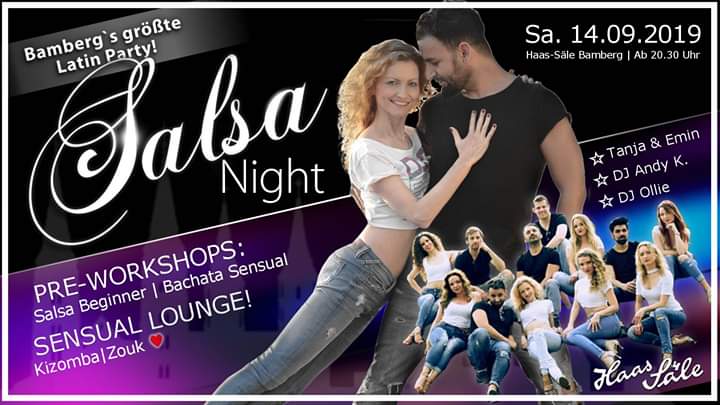 Bamberg`s größte
Latin Party!
Salsa
Night
Sa. 14.09.2019
Haas-Säle Bamberg | Ab 20.30 Uhr
☆ Tanja & Emin
☆ DJ Andy K.
☆ DJ Ollie
PRE-WORKSHOPS:
Salsa Beginner | Bachata Sensual
SENSUAL LOUNGE!
Kizomba|Zouk ♥
Haas Säle